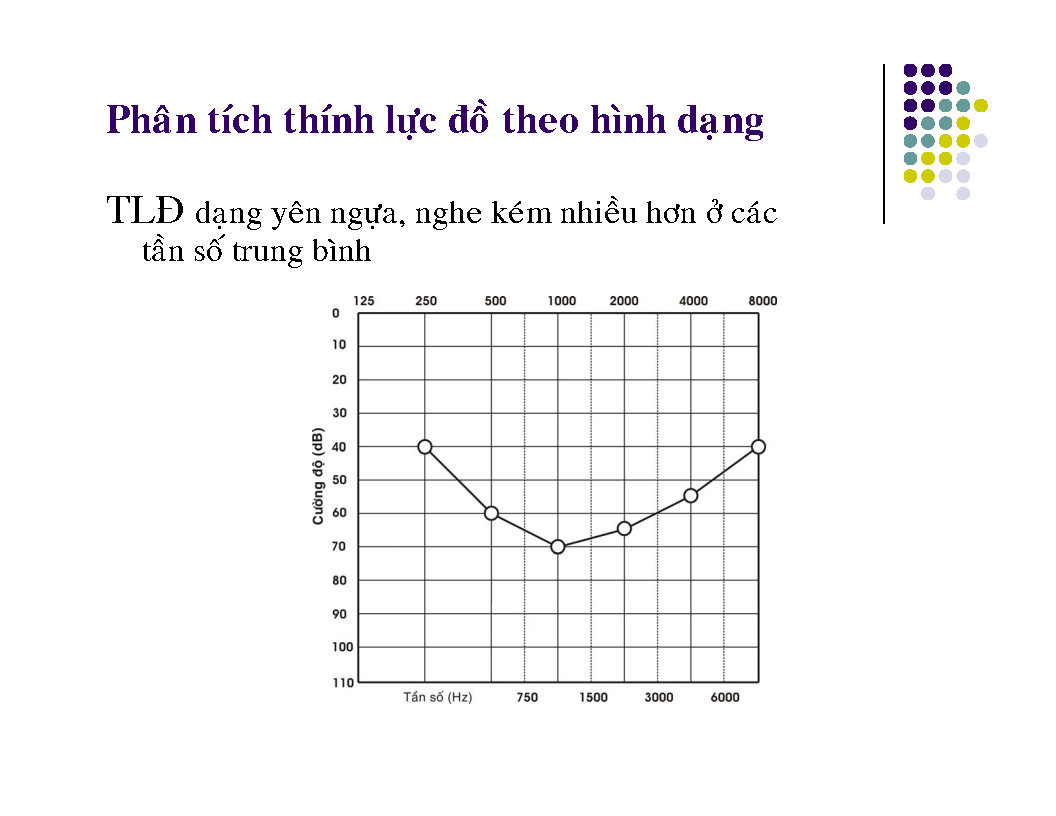 Phân tích thính lực đồ theo hình dạng
TLĐ dạng yên ngựa, nghe kém nhiều hơn ở các
tần số trung bình
125 250 500 1000 2000 4000 8000
0
10
20
30
40
50
60
70
80
90
100
110
Cường độ (dB)
Tần số (Hz) 750 1500 3000 6000